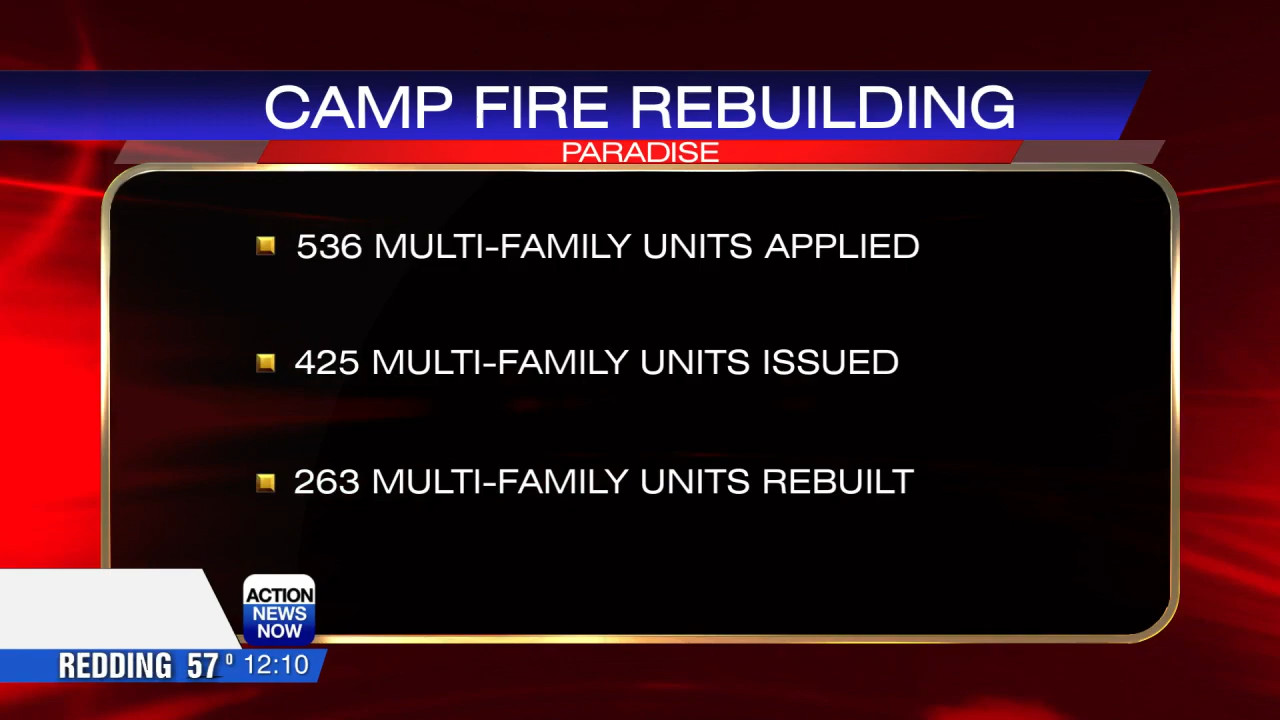 CAMP FIRE REBUILDING
PARADISE
536 MULTI-FAMILY UNITS APPLIED
425 MULTI-FAMILY UNITS ISSUED
263 MULTI-FAMILY UNITS REBUILT
ACTION
NEWS
NOW
REDDING 57° 12:10